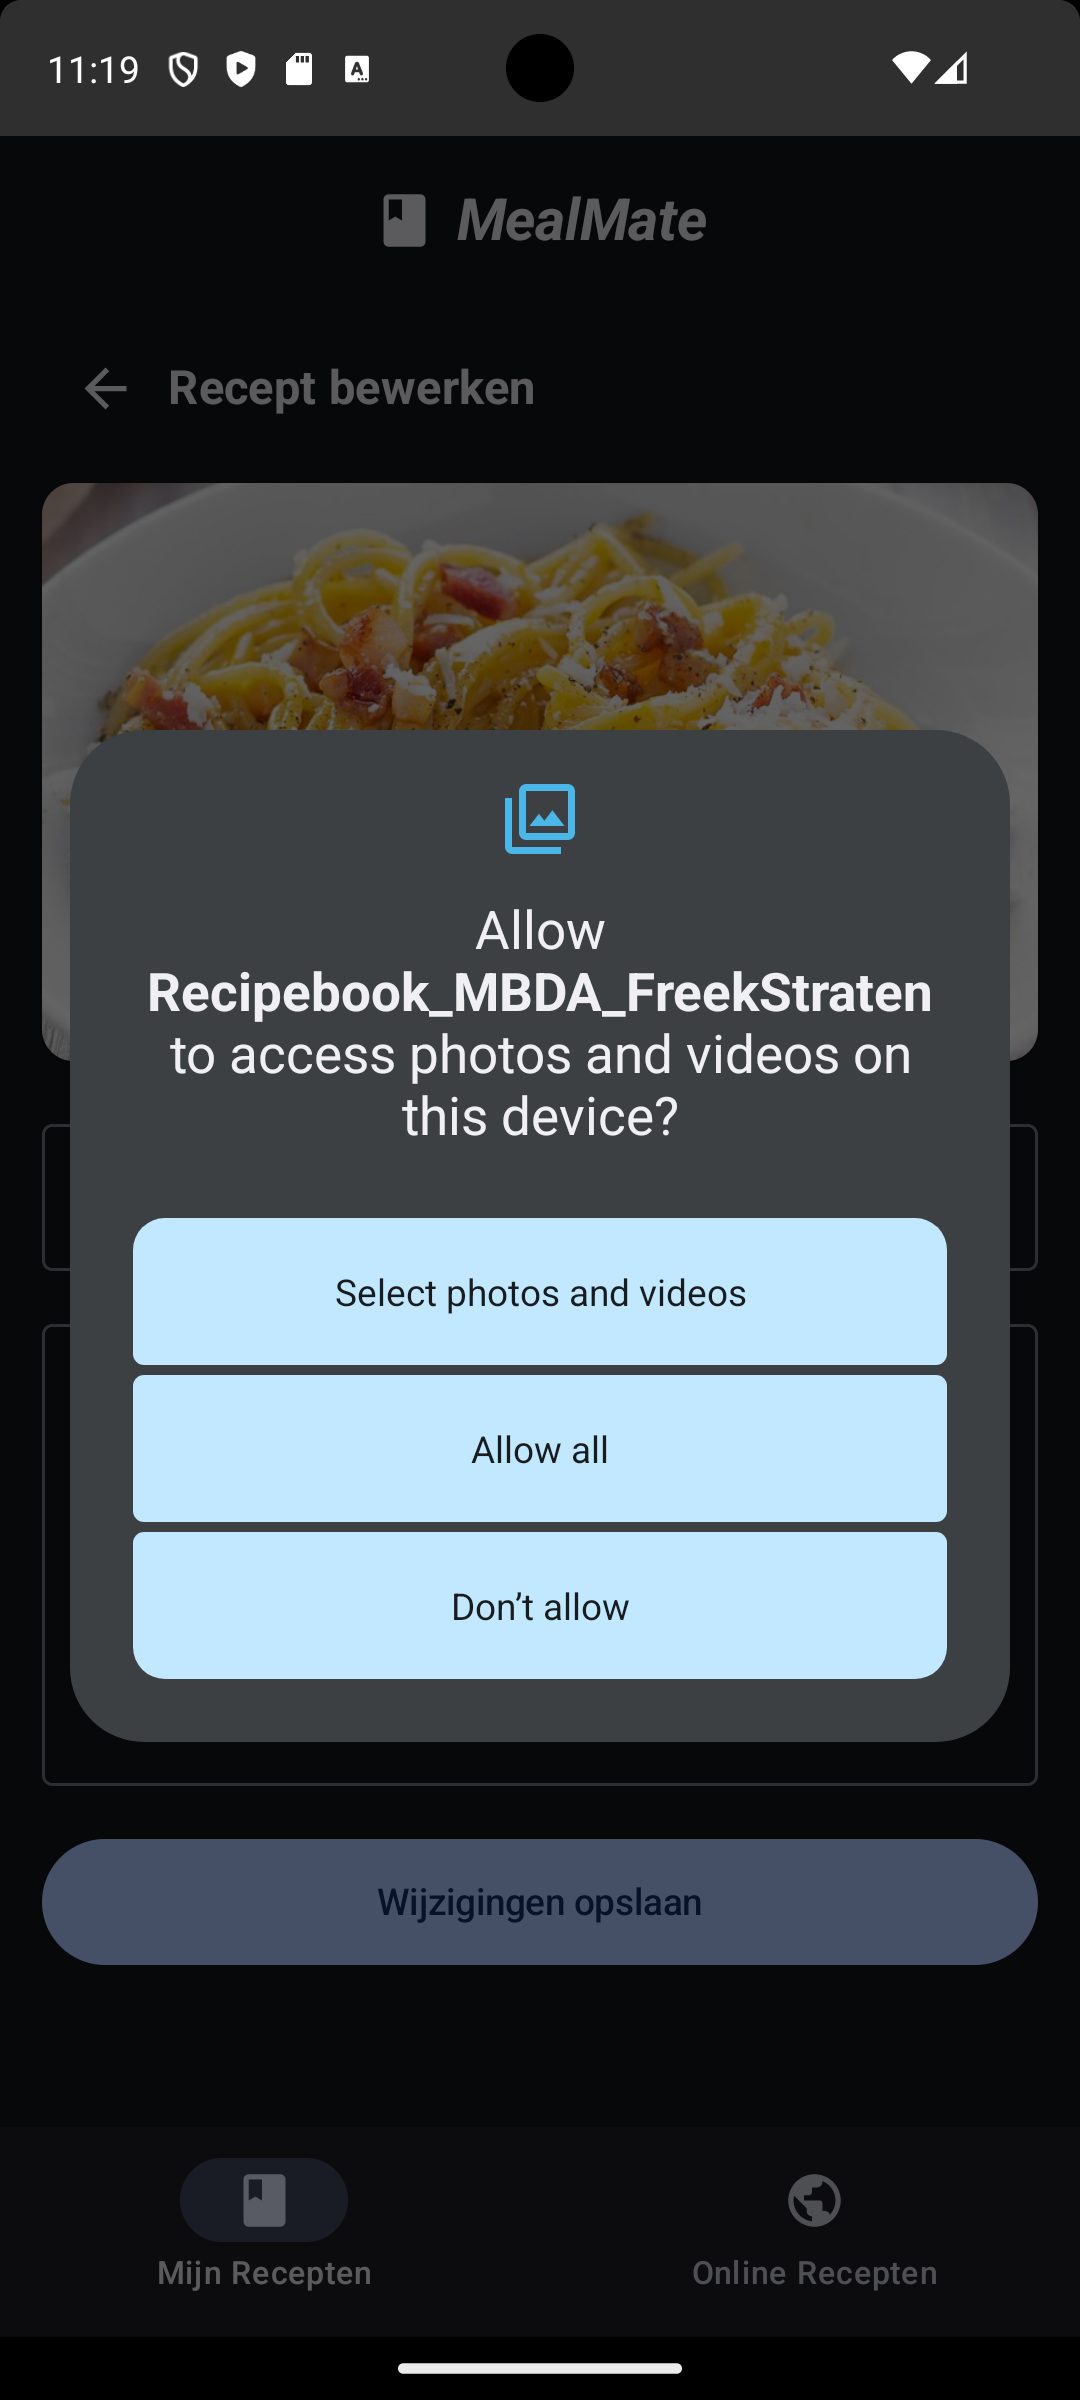 11:19
MealMate
Recept bewerken
Allow
Recipebook_MBDA_FreekStraten
to access photos and videos on
this device?
Select photos and videos
Allow all
Don’t allow
Wijzigingen opslaan
Mijn Recepten
Online Recepten